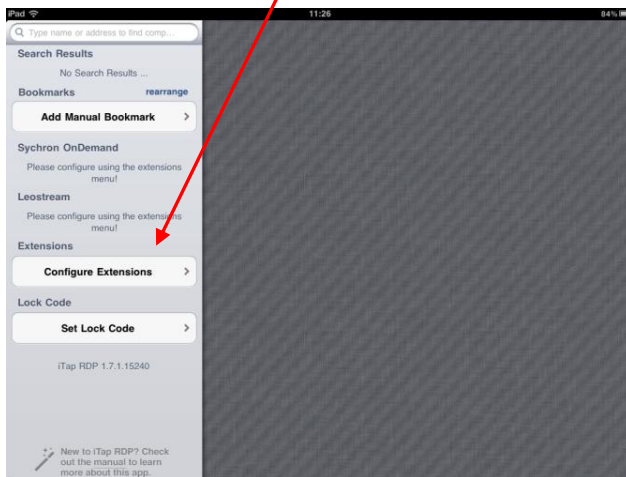 iPad 11:26 84%
Type name or address to find comp...
Search Results
No Search Results ...
Bookmarks rearrange
Add Manual Bookmark >
Sychron OnDemand
Please configure using the extensions
menu!
Leostream
Please configure using the extensions
menu!
Extensions
Configure Extensions >
Lock Code
Set Lock Code >
iTap RDP 1.7.1.15240
New to iTap RDP? Check
out the manual to learn
more about this app.